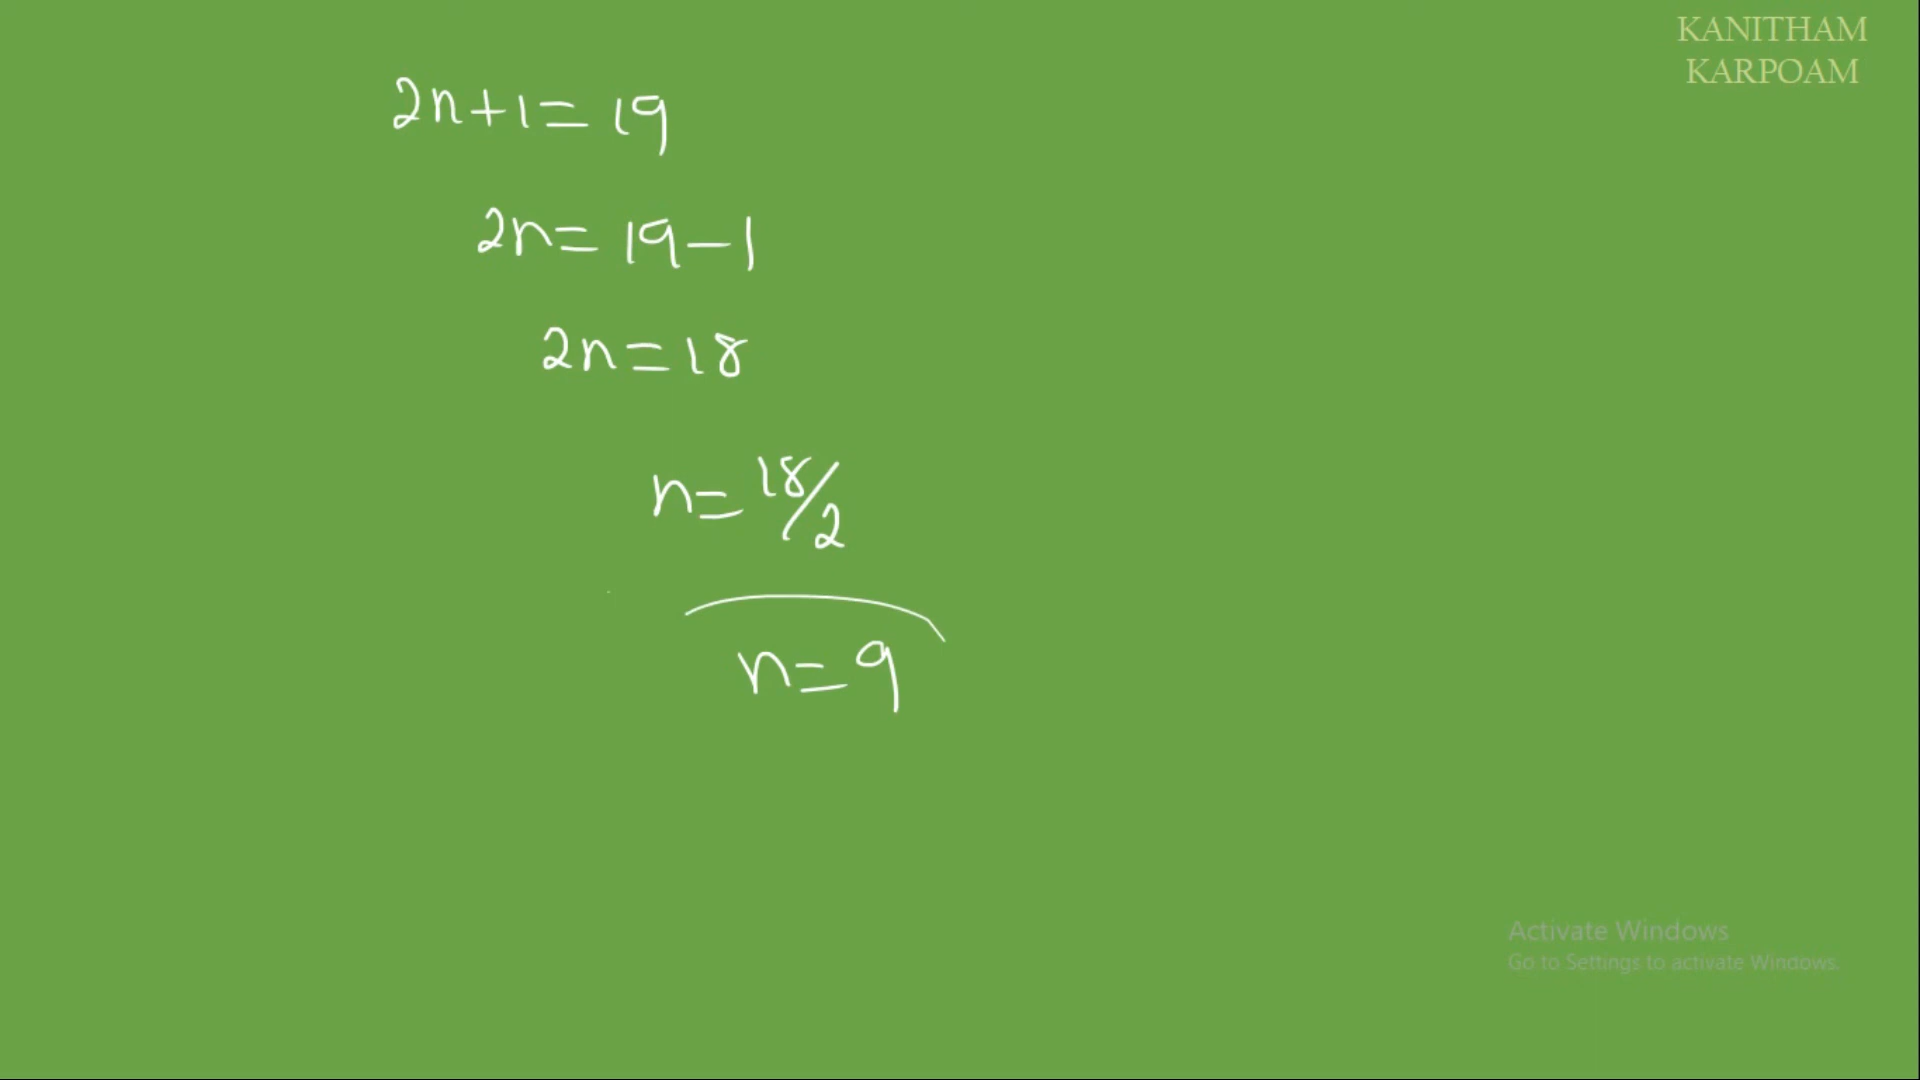 KANITHAM
KARPOAM
2n+1=19
2n=19-1
2n=18
n=18/2
n=9
Activate Windows
Go to Settings to activate Windows.